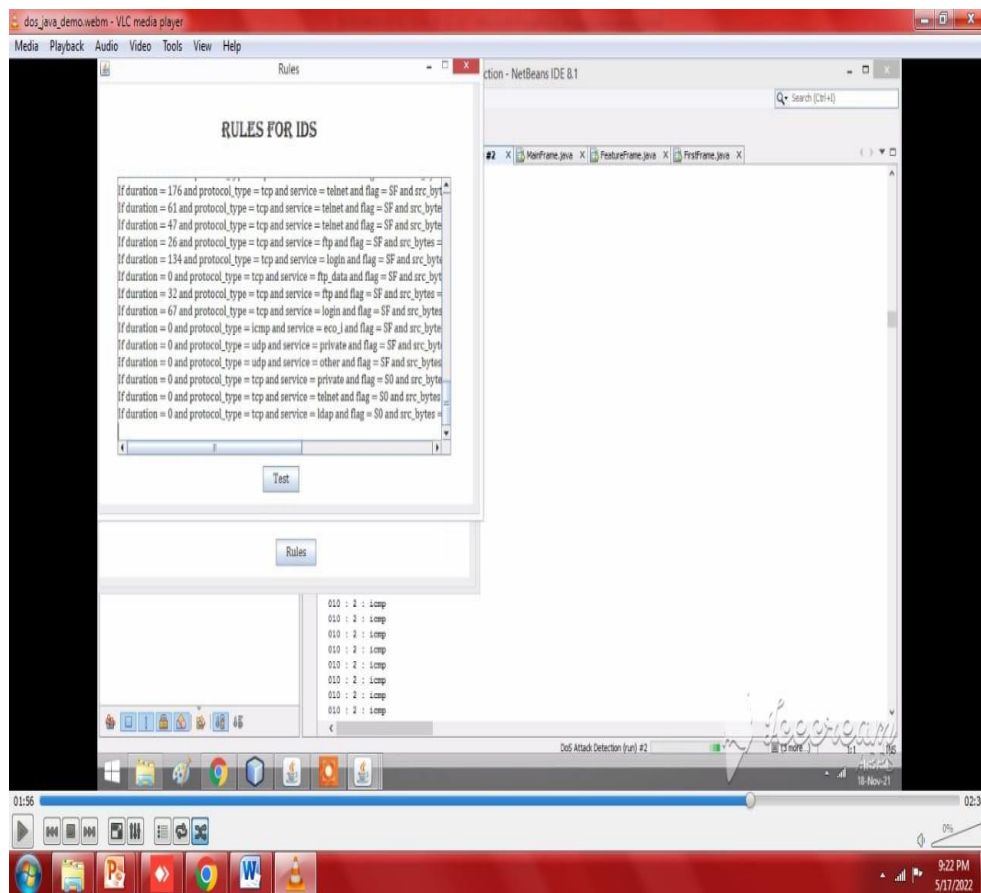 dos_java_demo.webm - VLC media player
Media Playback Audio Video Tools View Help
Rules
ction - NetBeans IDE 8.1
Search (Ctrl+I)
RULES FOR IDS
#2 X MainFrame.java X FeatureFrame.java X FirstFrame.java X
If duration = 176 and protocol_type = tcp and service = telnet and flag = SF and src_byt
If duration = 61 and protocol_type = tcp and service = telnet and flag = SF and src_byte
If duration = 47 and protocol_type = tcp and service = telnet and flag = SF and src_byte
If duration = 26 and protocol_type = tcp and service = ftp and flag = SF and src_bytes =
If duration = 134 and protocol_type = tcp and service = login and flag = SF and src_byte
If duration = 0 and protocol_type = tcp and service = ftp_data and flag = SF and src_byt
If duration = 32 and protocol_type = tcp and service = ftp and flag = SF and src_bytes =
If duration = 67 and protocol_type = tcp and service = login and flag = SF and src_bytes
If duration = 0 and protocol_type = icmp and service = eco_i and flag = SF and src_byte
If duration = 0 and protocol_type = udp and service = private and flag = SF and src_byt
If duration = 0 and protocol_type = udp and service = other and flag = SF and src_bytes
If duration = 0 and protocol_type = tcp and service = private and flag = S0 and src_byte
If duration = 0 and protocol_type = tcp and service = telnet and flag = S0 and src_bytes
If duration = 0 and protocol_type = tcp and service = ldap and flag = S0 and src_bytes =
Test
Rules
010 : 2 : icmp
010 : 2 : icmp
010 : 2 : icmp
010 : 2 : icmp
010 : 2 : icmp
010 : 2 : icmp
010 : 2 : icmp
010 : 2 : icmp
DoS Attack Detection (run) #2
(3 more...)
1:1
INS
Icecream
18-Nov-21
01:56
02:3
0%
9:22 PM
5/17/2022